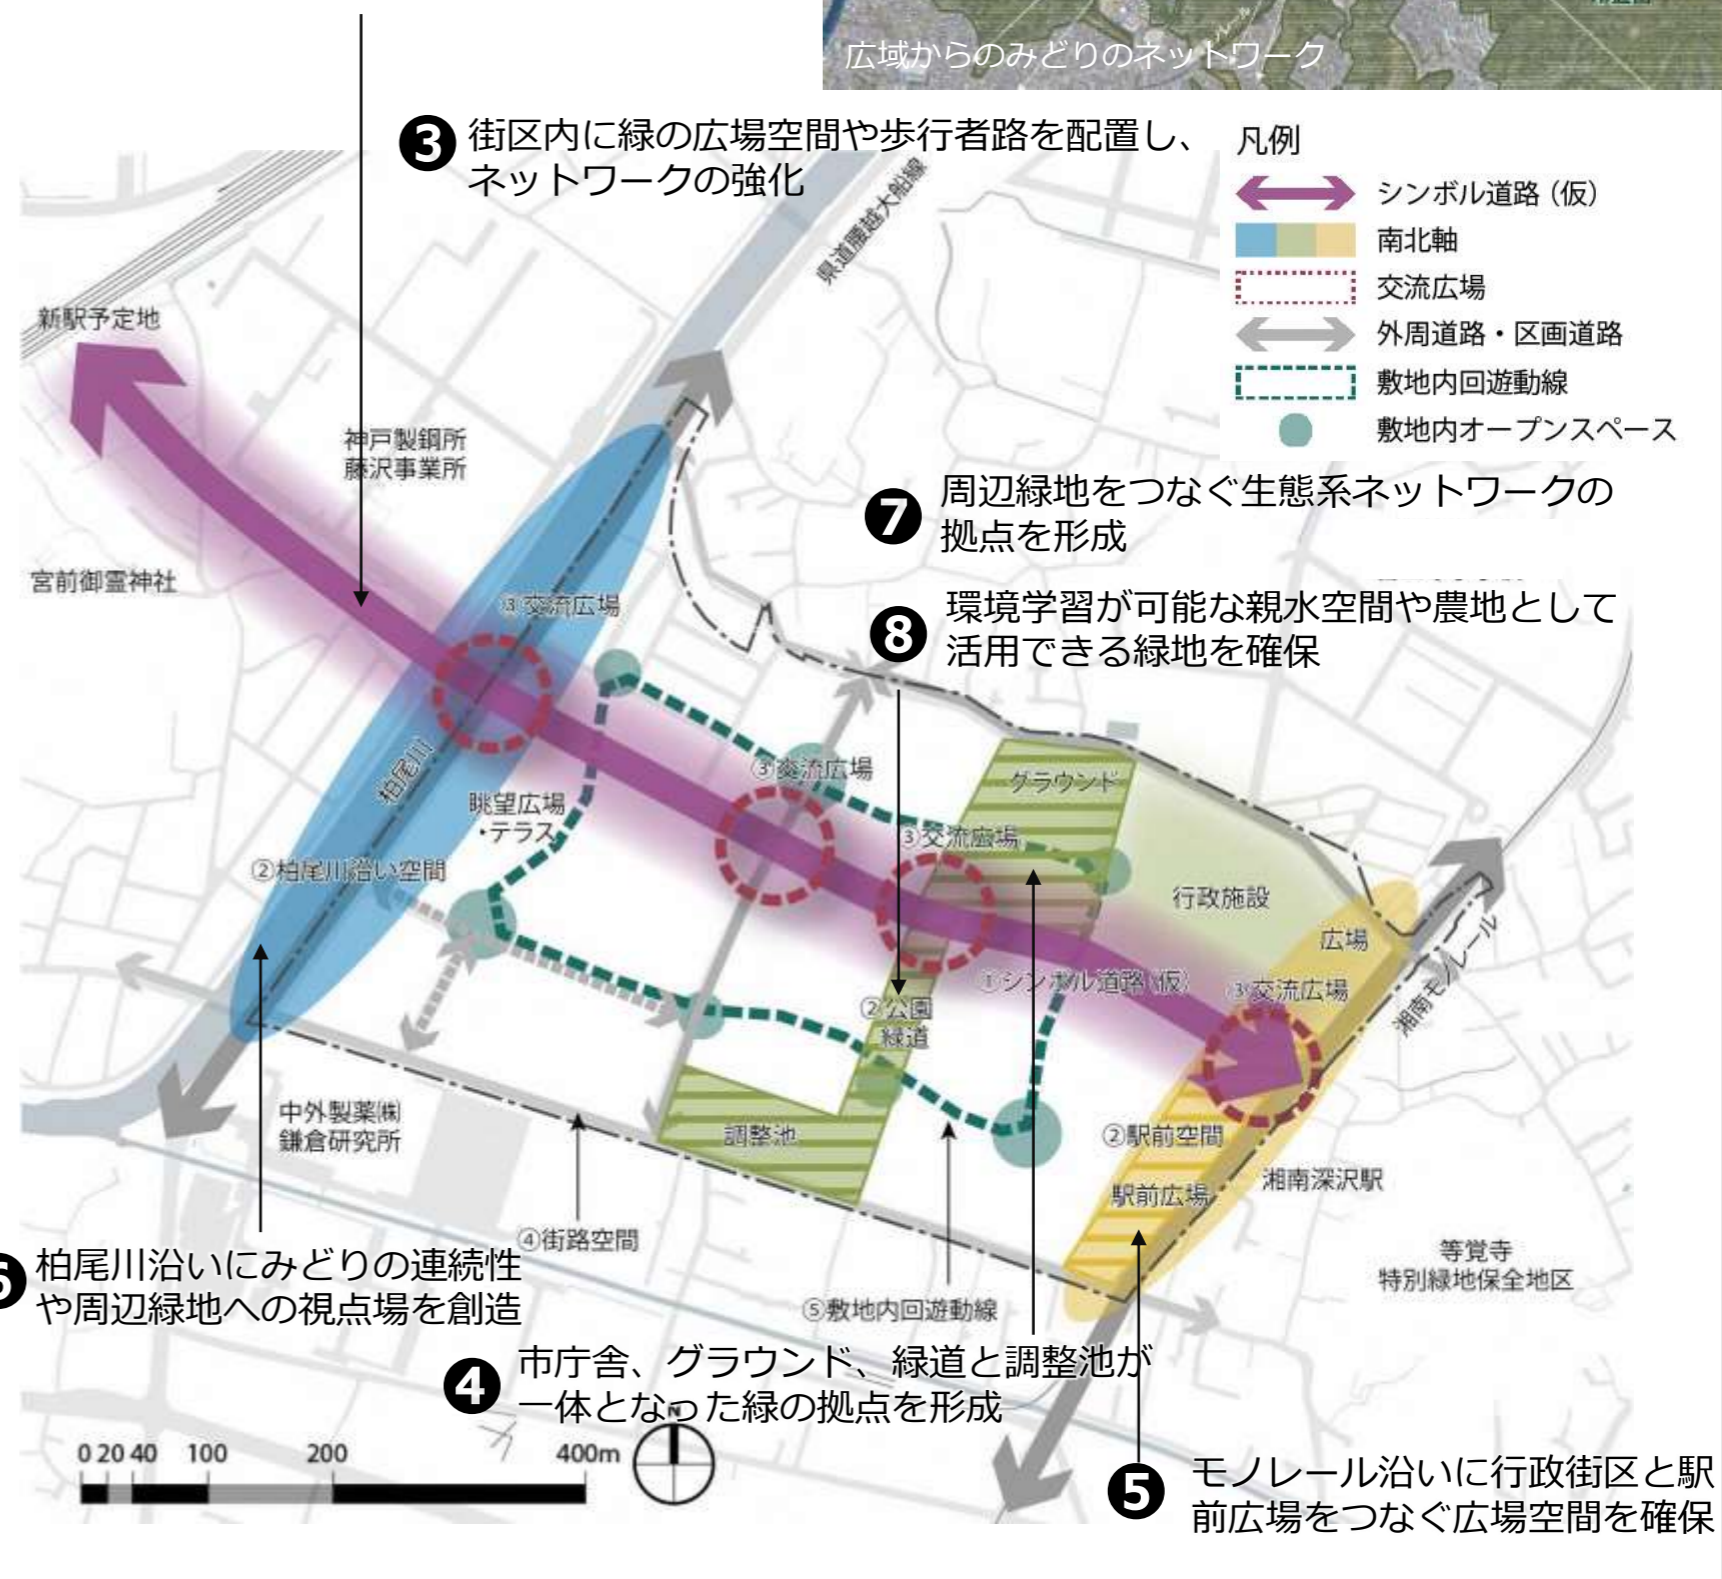 広域からのみどりのネットワーク
❸ 街区内に緑の広場空間や歩行者路を配置し、
ネットワークの強化
凡例
シンボル道路（仮）
南北軸
交流広場
外周道路・区画道路
敷地内回遊動線
敷地内オープンスペース
県道腰越大船線
新駅予定地
神戸製鋼所
藤沢事業所
❼ 周辺緑地をつなぐ生態系ネットワークの
拠点を形成
宮前御霊神社
③交流広場
❽ 環境学習が可能な親水空間や農地として
活用できる緑地を確保
柏尾川
③交流広場
グラウンド
眺望広場
・テラス
③交流広場
②柏尾川沿い空間
行政施設
広場
①シンボル道路（仮）
③交流広場
湘南モノレール
②公園
緑道
中外製薬㈱
鎌倉研究所
調整池
②駅前空間
湘南深沢駅
駅前広場
④街路空間
等覚寺
特別緑地保全地区
❻ 柏尾川沿いにみどりの連続性
や周辺緑地への視点場を創造
⑤敷地内回遊動線
❹ 市庁舎、グラウンド、緑道と調整池が
一体となった緑の拠点を形成
N
0 20 40 100 200 400m
❺ モノレール沿いに行政街区と駅
前広場をつなぐ広場空間を確保